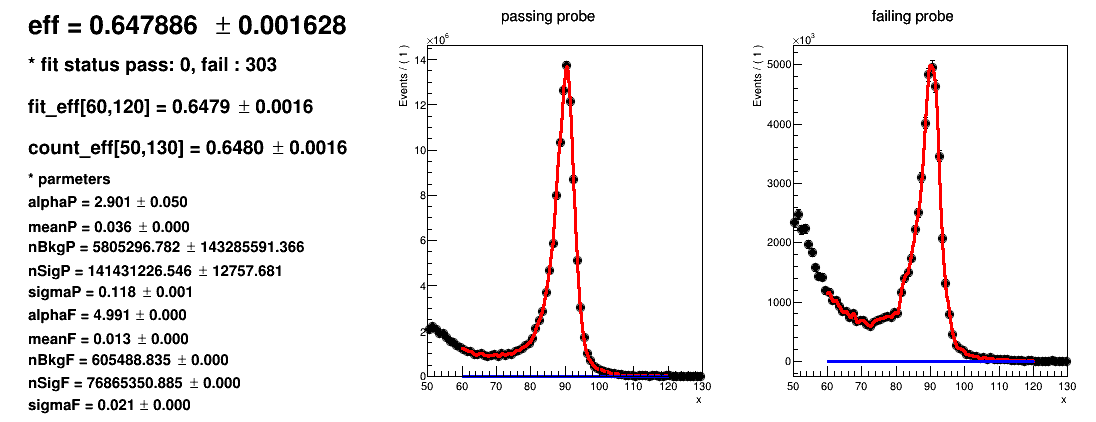 eff = 0.647886 ± 0.001628
* fit status pass: 0, fail : 303
fit_eff[60,120] = 0.6479 ± 0.0016
count_eff[50,130] = 0.6480 ± 0.0016
* parmeters
alphaP = 2.901 ± 0.050
meanP = 0.036 ± 0.000
nBkgP = 5805296.782 ± 143285591.366
nSigP = 141431226.546 ± 12757.681
sigmaP = 0.118 ± 0.001
alphaF = 4.991 ± 0.000
meanF = 0.013 ± 0.000
nBkgF = 605488.835 ± 0.000
nSigF = 76865350.885 ± 0.000
sigmaF = 0.021 ± 0.000
passing probe
×10⁶
Events / ( 1 )
14
12
10
8
6
4
2
0
50 60 70 80 90 100 110 120 130
x
failing probe
×10³
Events / ( 1 )
5000
4000
3000
2000
1000
0
50 60 70 80 90 100 110 120 130
x